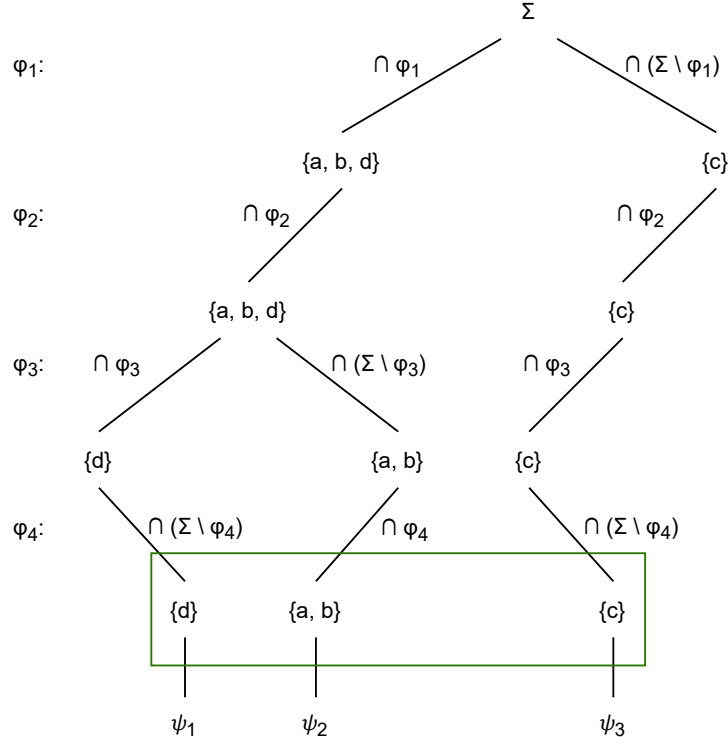 Σ
φ₁: ∩ φ₁ ∩ (Σ \ φ₁)
{a, b, d} {c}
φ₂: ∩ φ₂ ∩ φ₂
{a, b, d} {c}
φ₃: ∩ φ₃ ∩ (Σ \ φ₃) ∩ φ₃
{d} {a, b} {c}
φ₄: ∩ (Σ \ φ₄) ∩ φ₄ ∩ (Σ \ φ₄)
{d} {a, b} {c}
ψ₁ ψ₂ ψ₃